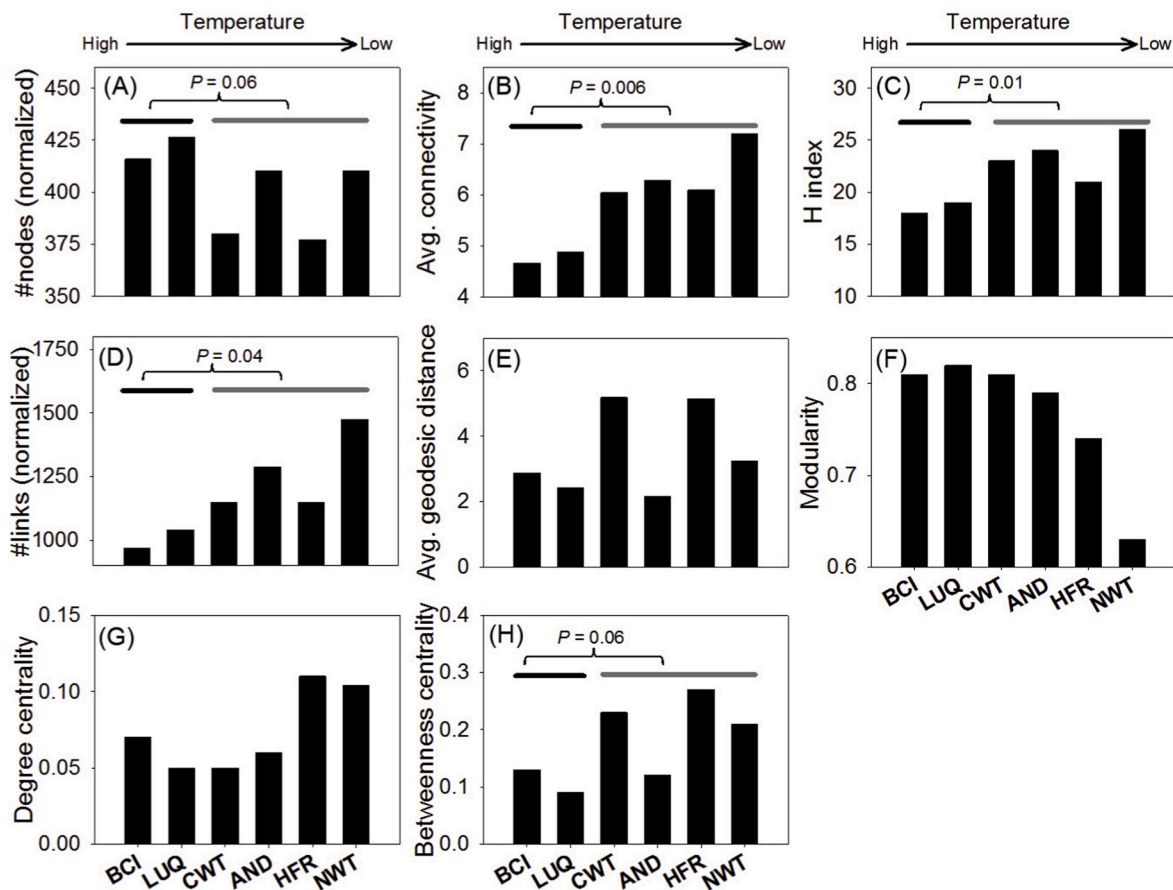 Temperature
High Low
Temperature
High Low
Temperature
High Low
(A)
P = 0.06
#nodes (normalized)
450
425
400
375
350
(B)
P = 0.006
Avg. connectivity
8
7
6
5
4
(C)
P = 0.01
H index
30
25
20
15
10
(D)
P = 0.04
#links (normalized)
1750
1500
1250
1000
(E)
Avg. geodesic distance
6
4
2
0
(F)
Modularity
0.8
0.7
0.6
BCI LUQ CWT AND HFR NWT
(G)
Degree centrality
0.15
0.10
0.05
0.00
BCI LUQ CWT AND HFR NWT
(H)
P = 0.06
Betweenness centrality
0.4
0.3
0.2
0.1
0.0
BCI LUQ CWT AND HFR NWT